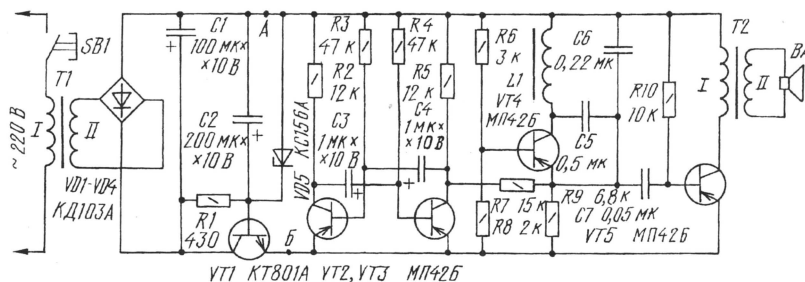 ~ 220 В
SB1
T1
I
II
VD1-VD4
КД103А
C1
100 мк×
×10 В
C2
200 мк×
×10 В
R1
430
А
VD5 КС156А
VT1 КТ801А
Б
R3
47 к
R2
12 к
C3
1 мк×
×10 В
VT2, VT3 МП42Б
R4
47 к
R5
12 к
C4
1 мк×
×10 В
R6
3 к
L1
VT4
МП42Б
C6
0,22 мк
C5
0,5 мк
R7 15 к
R8 2 к
R9 6,8 к
C7 0,05 мк
VT5 МП42Б
R10
10 к
T2
I
II